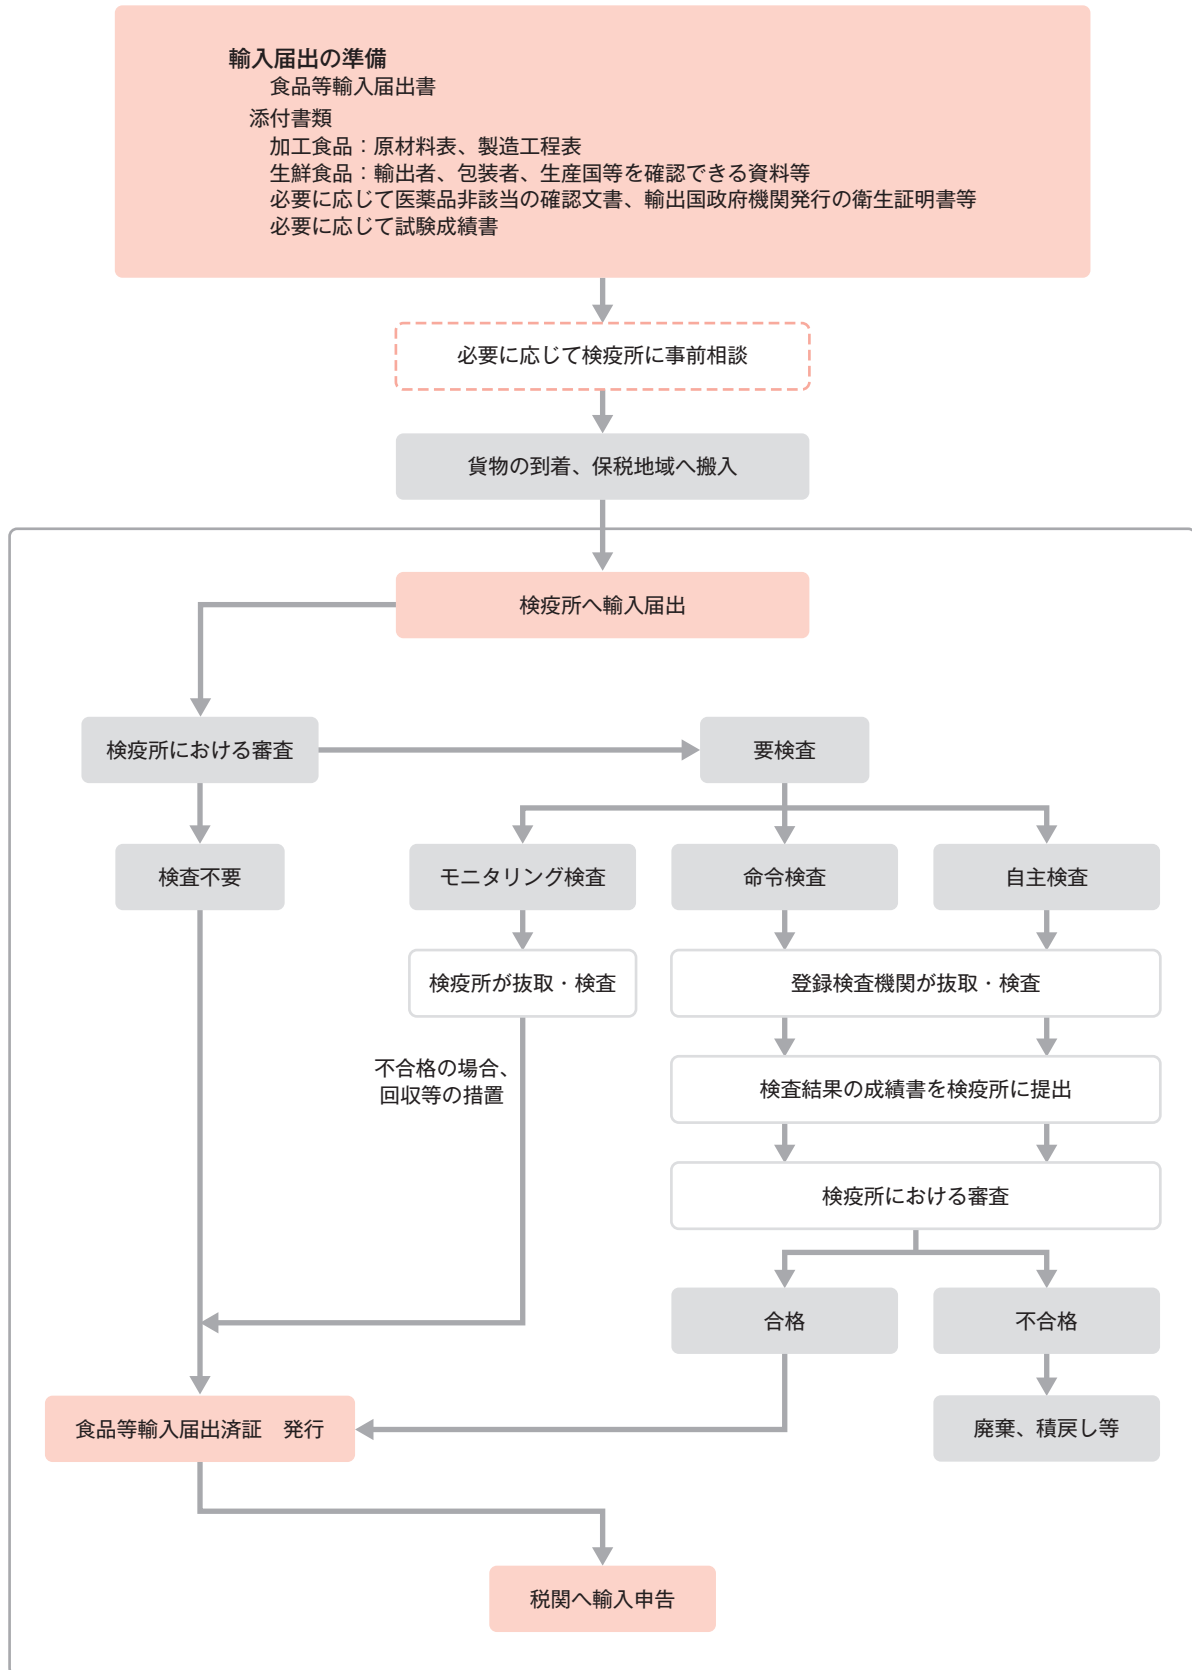 輸入届出の準備
食品等輸入届出書
添付書類
加工食品：原材料表、製造工程表
生鮮食品：輸出者、包装者、生産国等を確認できる資料等
必要に応じて医薬品非該当の確認文書、輸出国政府機関発行の衛生証明書等
必要に応じて試験成績書
必要に応じて検疫所に事前相談
貨物の到着、保税地域へ搬入
検疫所へ輸入届出
検疫所における審査
要検査
検査不要
モニタリング検査
命令検査
自主検査
検疫所が抜取・検査
登録検査機関が抜取・検査
不合格の場合、
回収等の措置
検査結果の成績書を検疫所に提出
検疫所における審査
合格
不合格
食品等輸入届出済証　発行
廃棄、積戻し等
税関へ輸入申告